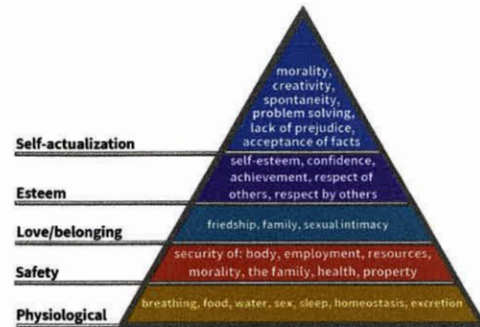 morality,
creativity,
spontaneity,
problem solving,
lack of prejudice,
acceptance of facts
Self-actualization
self-esteem, confidence,
achievement, respect of
others, respect by others
Esteem
friedship, family, sexual intimacy
Love/belonging
security of: body, employment, resources,
morality, the family, health, property
Safety
breathing, food, water, sex, sleep, homeostasis, excretion
Physiological